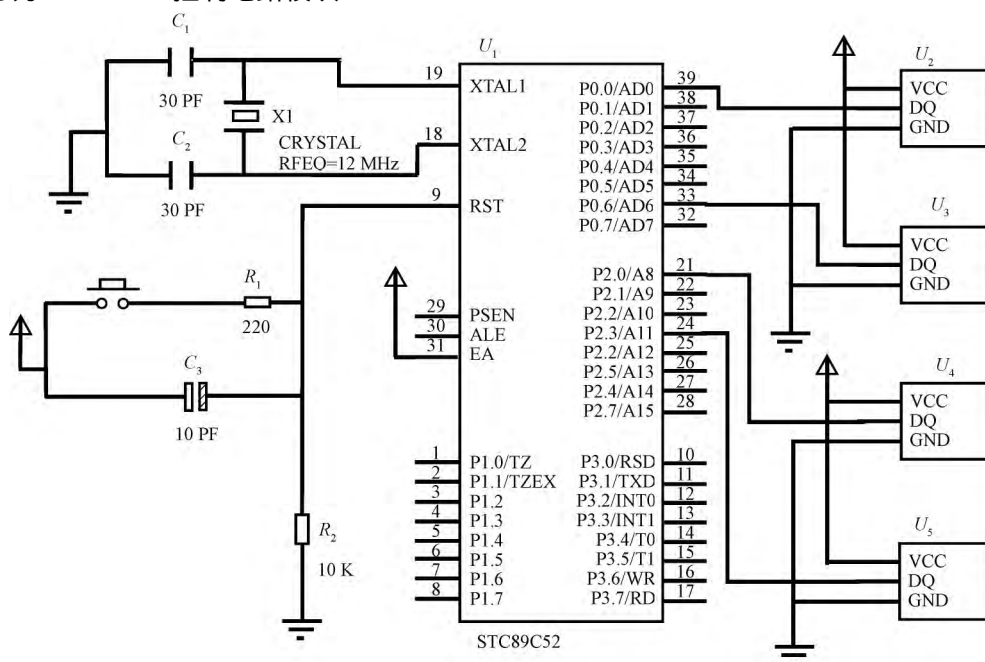 C1
30 PF
X1
CRYSTAL
RFEQ=12 MHz
C2
30 PF
R1
220
C3
10 PF
R2
10 K
U1
19 XTAL1
18 XTAL2
9 RST
29 PSEN
30 ALE
31 EA
1 P1.0/TZ
2 P1.1/TZEX
3 P1.2
4 P1.3
5 P1.4
6 P1.5
7 P1.6
8 P1.7
P0.0/AD0 39
P0.1/AD1 38
P0.2/AD2 37
P0.3/AD3 36
P0.4/AD4 35
P0.5/AD5 34
P0.6/AD6 33
P0.7/AD7 32
P2.0/A8 21
P2.1/A9 22
P2.2/A10 23
P2.3/A11 24
P2.2/A12 25
P2.5/A13 26
P2.4/A14 27
P2.7/A15 28
P3.0/RSD 10
P3.1/TXD 11
P3.2/INT0 12
P3.3/INT1 13
P3.4/T0 14
P3.5/T1 15
P3.6/WR 16
P3.7/RD 17
STC89C52
U2
VCC
DQ
GND
U3
VCC
DQ
GND
U4
VCC
DQ
GND
U5
VCC
DQ
GND